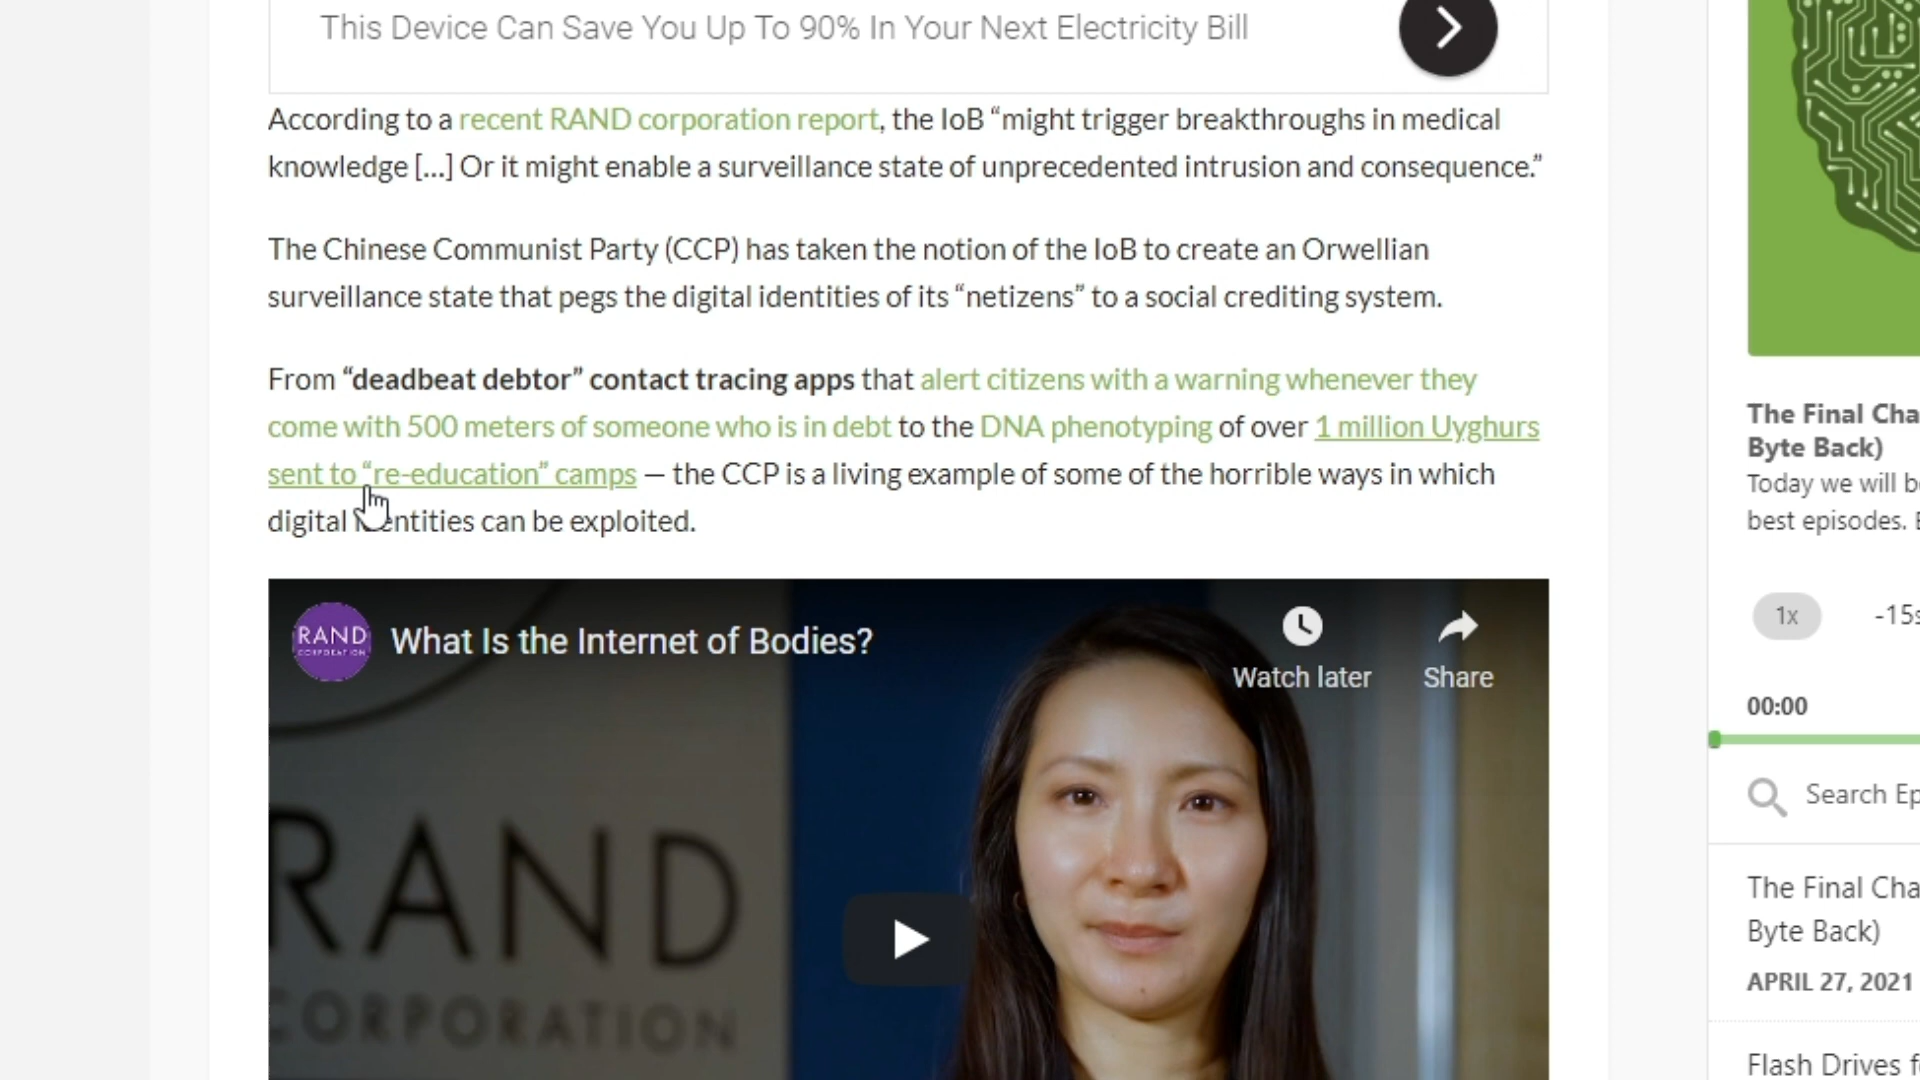 This Device Can Save You Up To 90% In Your Next Electricity Bill
According to a recent RAND corporation report, the IoB “might trigger breakthroughs in medical
knowledge [...] Or it might enable a surveillance state of unprecedented intrusion and consequence.”
The Chinese Communist Party (CCP) has taken the notion of the IoB to create an Orwellian
surveillance state that pegs the digital identities of its “netizens” to a social crediting system.
From “deadbeat debtor” contact tracing apps that alert citizens with a warning whenever they
come with 500 meters of someone who is in debt to the DNA phenotyping of over 1 million Uyghurs
sent to “re-education” camps — the CCP is a living example of some of the horrible ways in which
digital identities can be exploited.
RAND
CORPORATION
What Is the Internet of Bodies?
Watch later
Share
RAND
CORPORATION
The Final Cha
Byte Back)
Today we will b
best episodes.
1x
-15s
00:00
Search Ep
The Final Cha
Byte Back)
APRIL 27, 2021
Flash Drives f